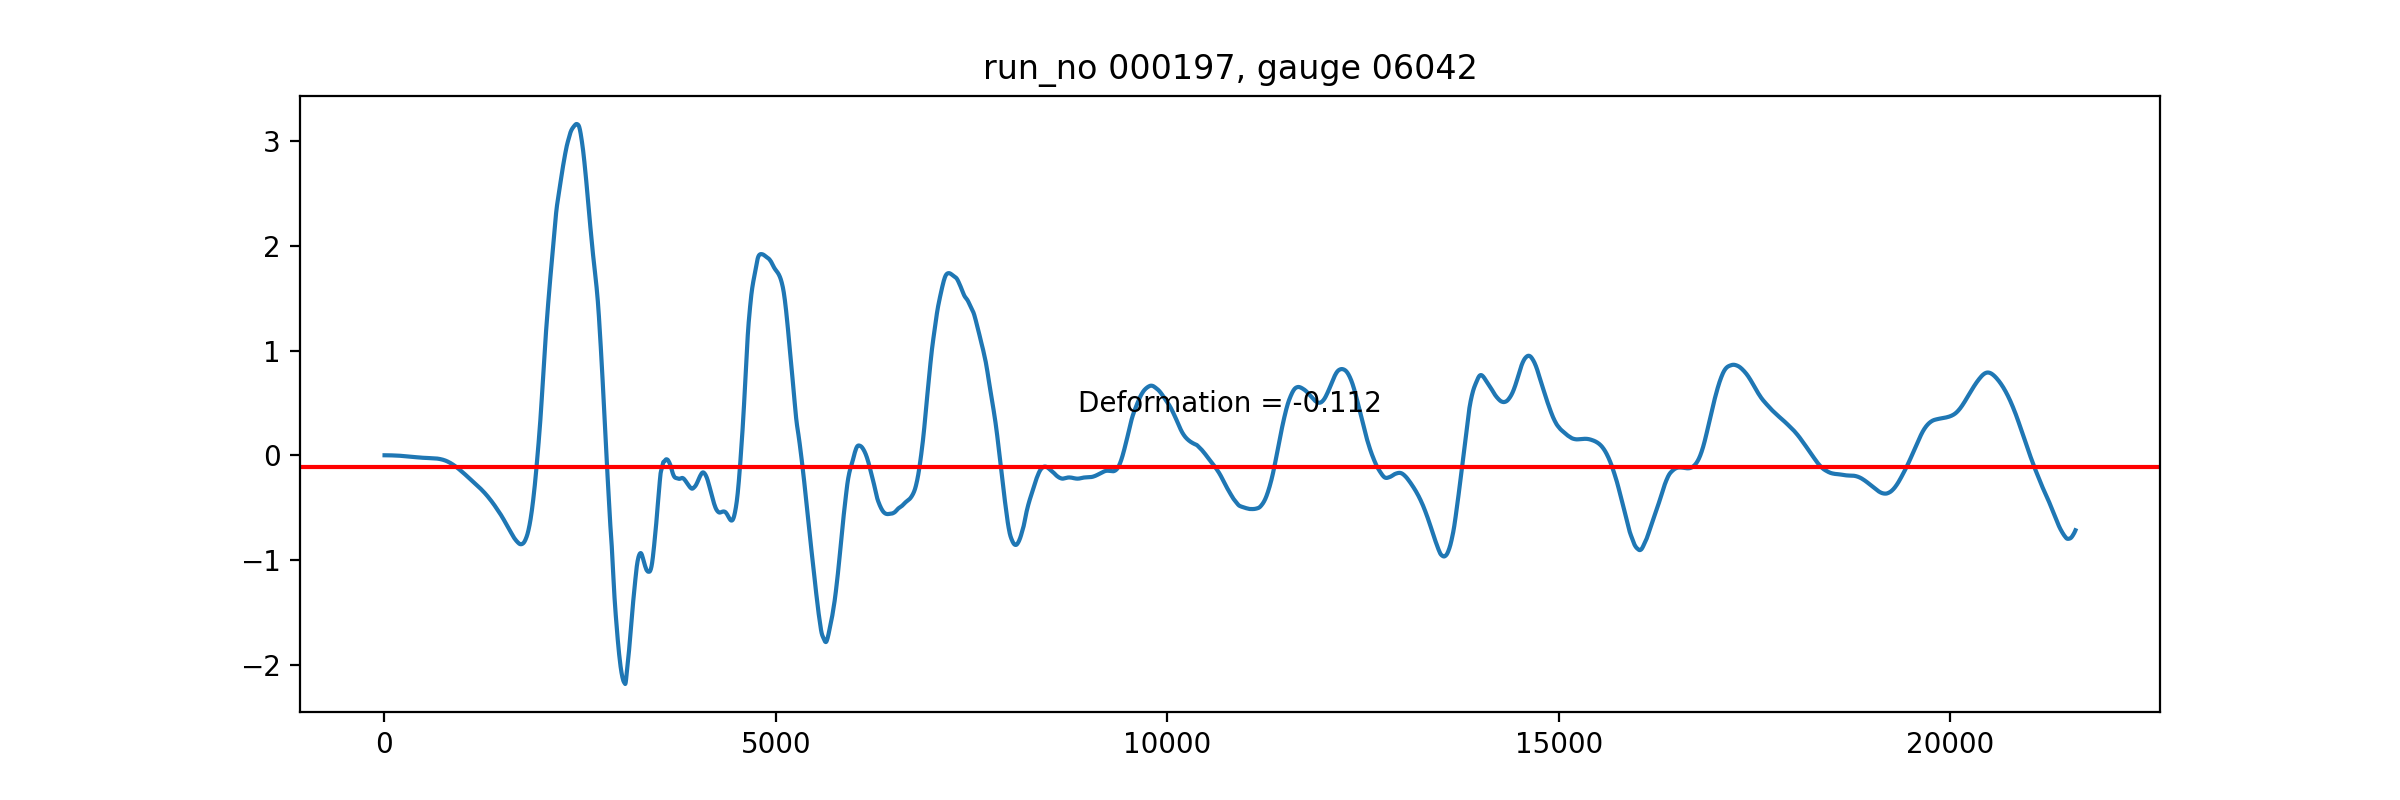 run_no 000197, gauge 06042
3
2
1
0
−1
−2
Deformation = -0.112
0 5000 10000 15000 20000